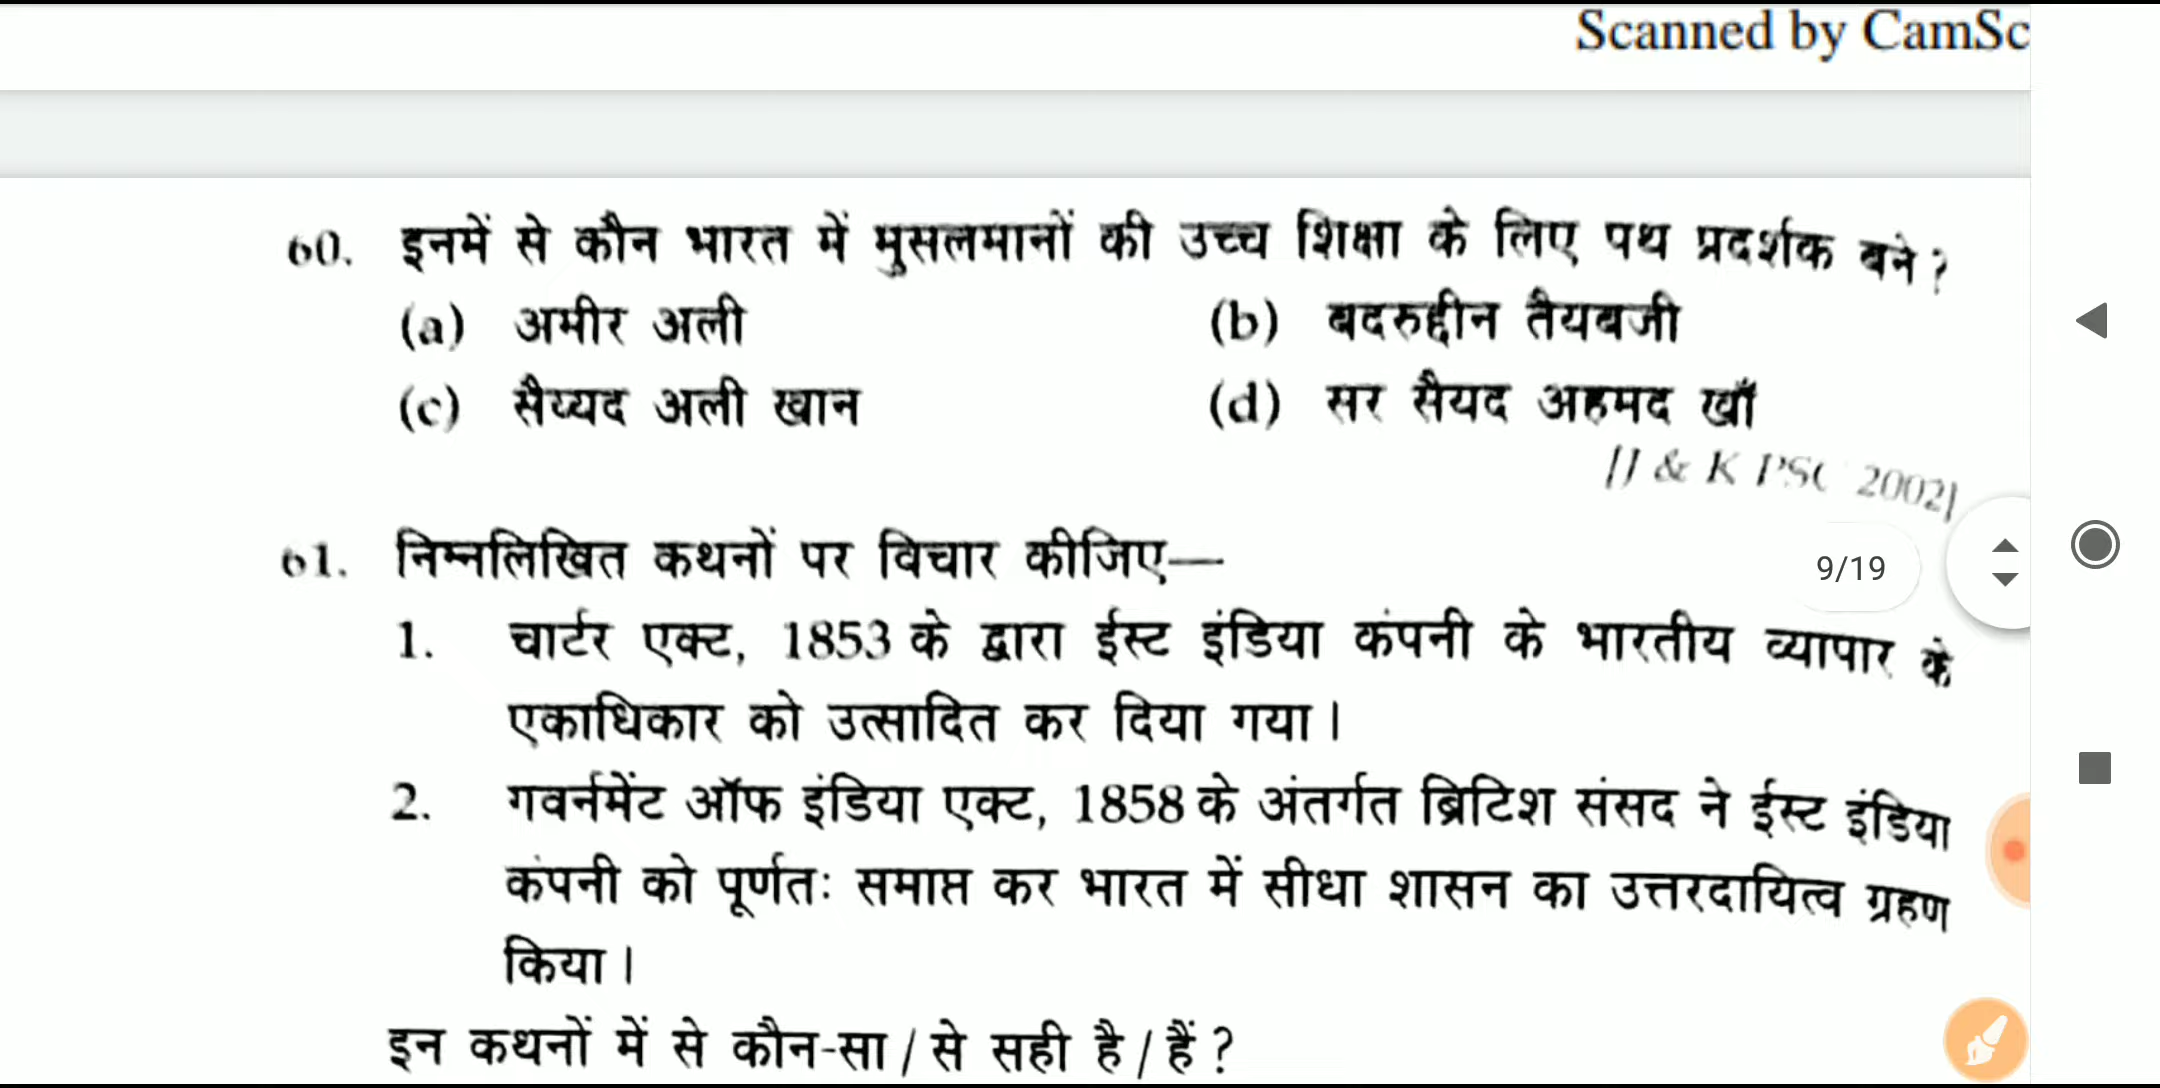 Scanned by CamSc
60. इनमें से कौन भारत में मुसलमानों की उच्च शिक्षा के लिए पथ प्रदर्शक बने?
(a) अमीर अली (b) बदरुद्दीन तैयबजी
(c) सैय्यद अली खान (d) सर सैयद अहमद खाँ
[J & K PSC 2002]
61. निम्नलिखित कथनों पर विचार कीजिए—
9/19
1. चार्टर एक्ट, 1853 के द्वारा ईस्ट इंडिया कंपनी के भारतीय व्यापार के
एकाधिकार को उत्सादित कर दिया गया।
2. गवर्नमेंट ऑफ इंडिया एक्ट, 1858 के अंतर्गत ब्रिटिश संसद ने ईस्ट इंडिया
कंपनी को पूर्णतः समाप्त कर भारत में सीधा शासन का उत्तरदायित्व ग्रहण
किया।
इन कथनों में से कौन-सा / से सही है / हैं ?